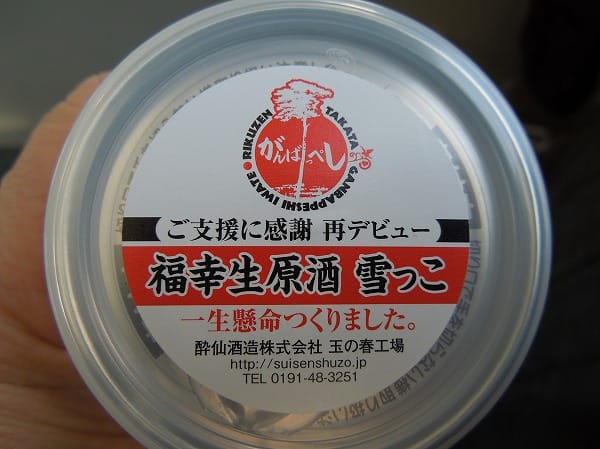 RIKUZEN TAKATA
がんばっぺし
GANBAPPESHI IWATE
ご支援に感謝 再デビュー
福幸生原酒 雪っこ
一生懸命つくりました。
酔仙酒造株式会社 玉の春工場
http://suisenshuzo.jp
TEL 0191-48-3251